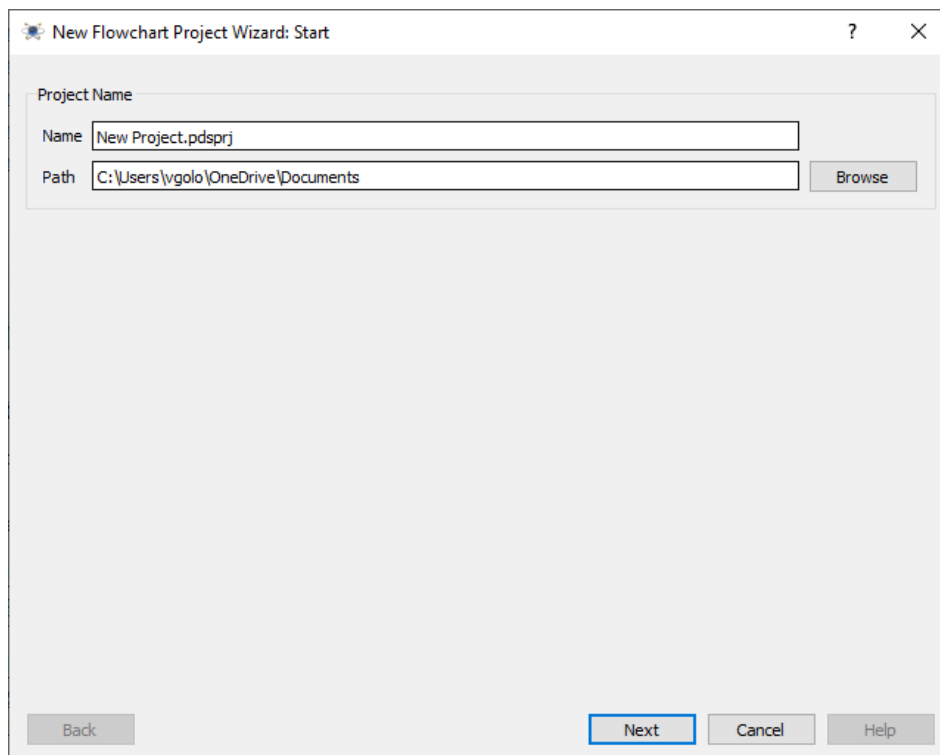 New Flowchart Project Wizard: Start ?
Project Name
Name New Project.pdsprj
Path C:\Users\vgolo\OneDrive\Documents Browse
Back Next Cancel Help